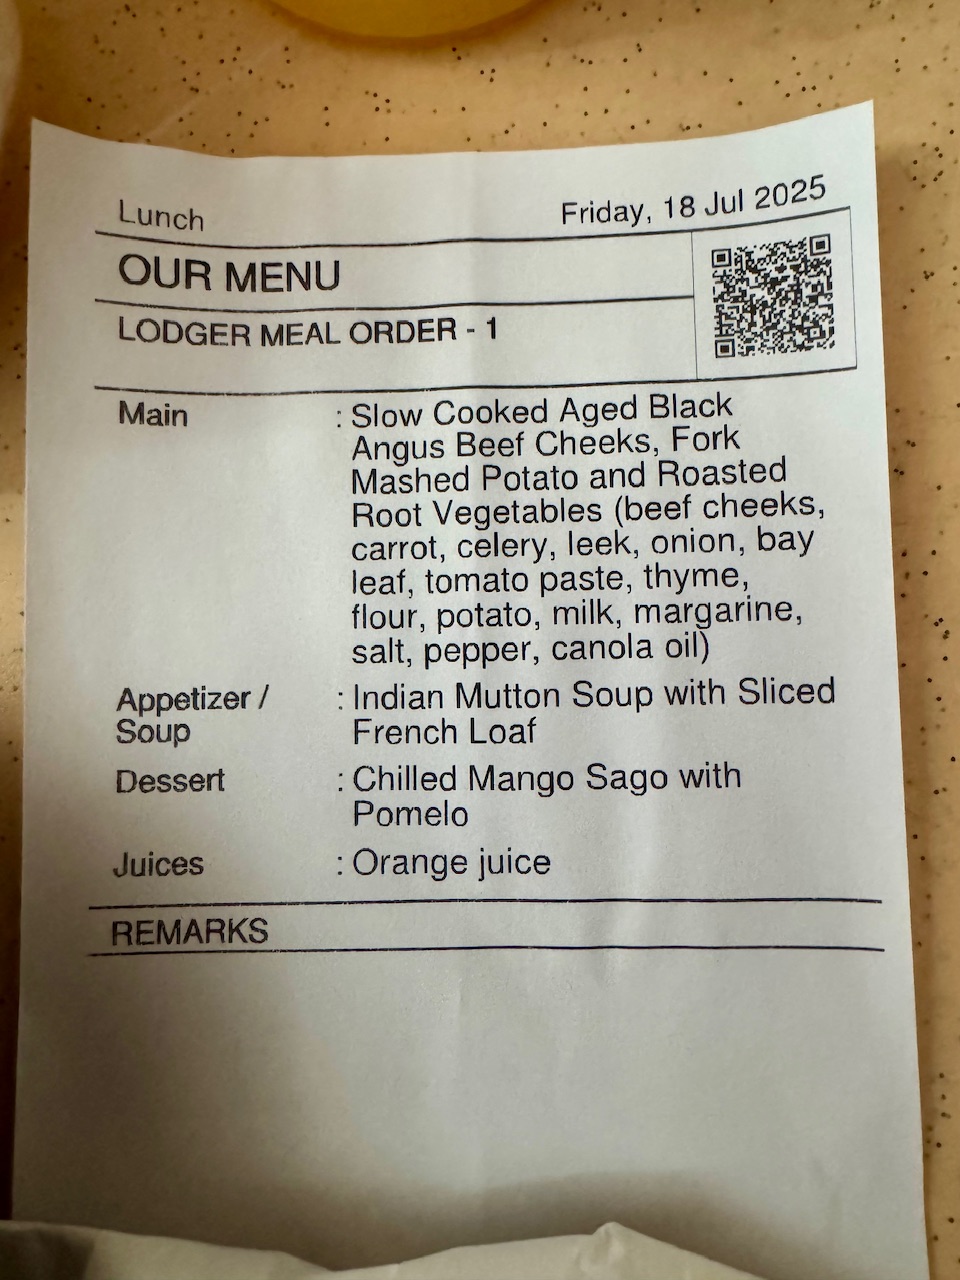 Lunch
Friday, 18 Jul 2025
OUR MENU
LODGER MEAL ORDER - 1
Main : Slow Cooked Aged Black
Angus Beef Cheeks, Fork
Mashed Potato and Roasted
Root Vegetables (beef cheeks,
carrot, celery, leek, onion, bay
leaf, tomato paste, thyme,
flour, potato, milk, margarine,
salt, pepper, canola oil)
Appetizer / : Indian Mutton Soup with Sliced
Soup French Loaf
Dessert : Chilled Mango Sago with
Pomelo
Juices : Orange juice
REMARKS